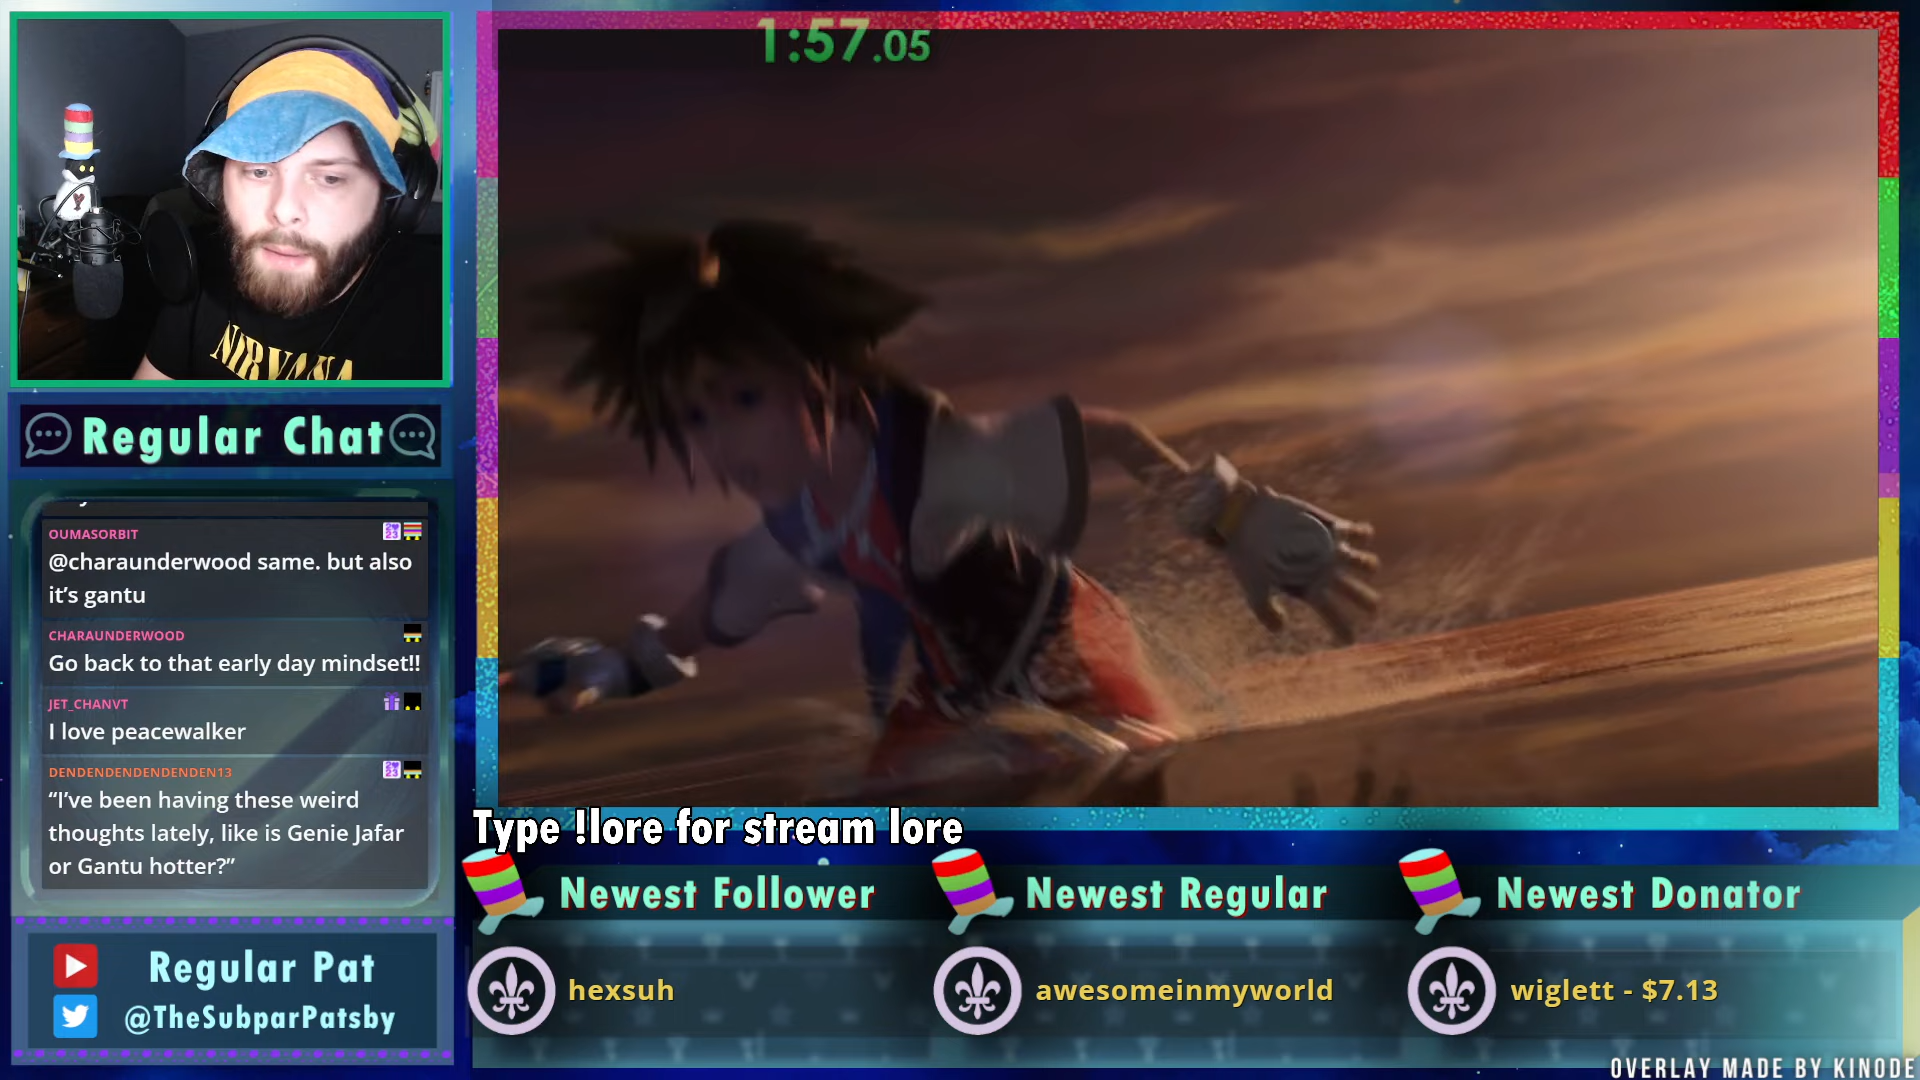 1:57.05
NIRVANA
Regular Chat
OUMASORBIT
@charaunderwood same. but also
it's gantu
CHARAUNDERWOOD
Go back to that early day mindset!!
JET_CHANVT
I love peacewalker
DENDENDENDENDENDEN13
“I've been having these weird
thoughts lately, like is Genie Jafar
or Gantu hotter?”
Regular Pat
@TheSubparPatsby
Type !lore for stream lore
Newest Follower
hexsuh
Newest Regular
awesomeinmyworld
Newest Donator
wiglett - $7.13
OVERLAY MADE BY KINODE